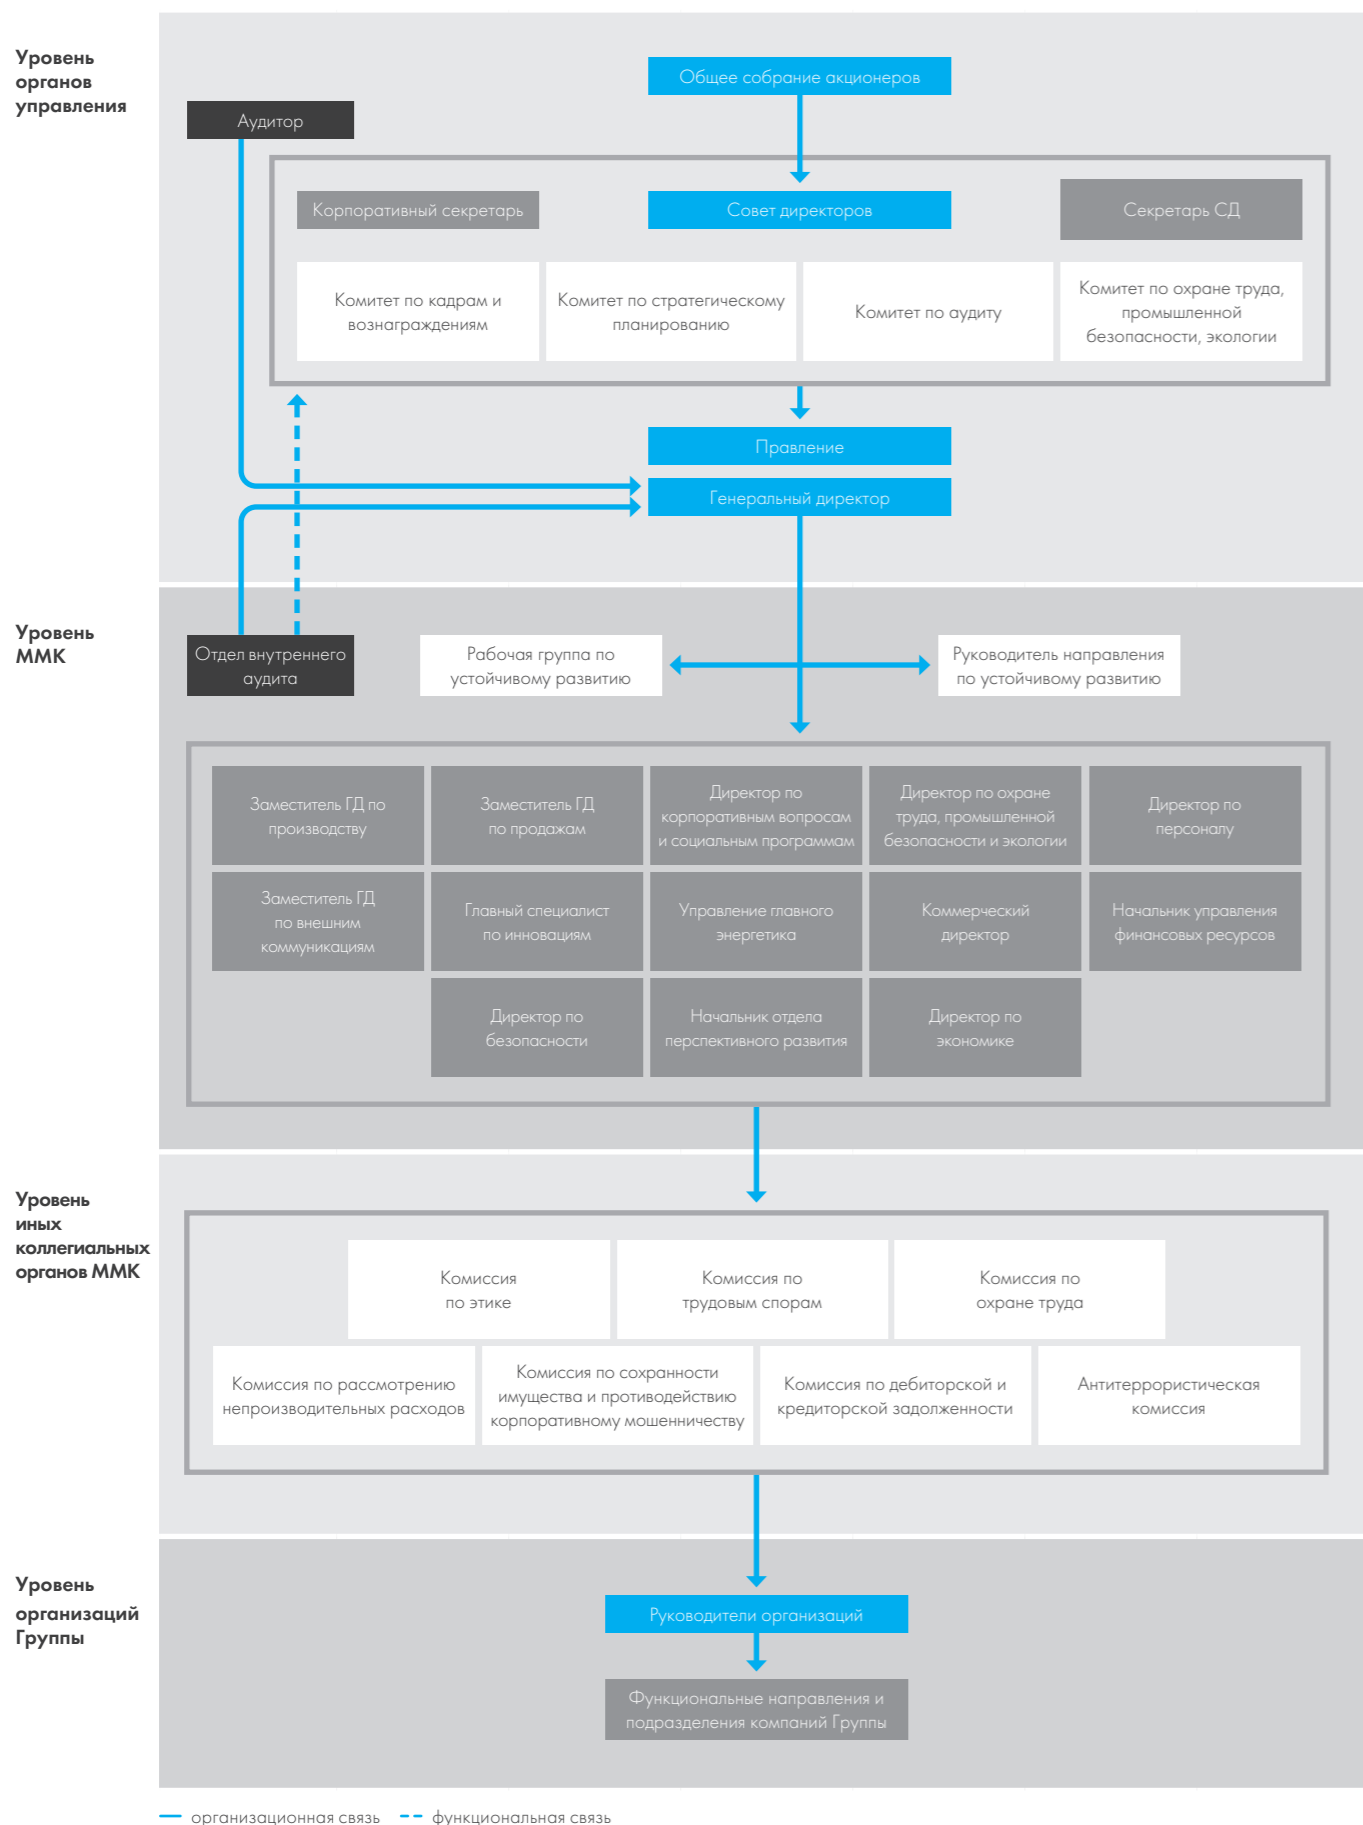 Уровень
органов
управления
Общее собрание акционеров
Аудитор
Корпоративный секретарь
Совет директоров
Секретарь СД
Комитет по кадрам и
вознаграждениям
Комитет по стратегическому
планированию
Комитет по аудиту
Комитет по охране труда,
промышленной
безопасности, экологии
Правление
Генеральный директор
Уровень
ММК
Отдел внутреннего
аудита
Рабочая группа по
устойчивому развитию
Руководитель направления
по устойчивому развитию
Заместитель ГД по
производству
Заместитель ГД
по продажам
Директор по
корпоративным вопросам
и социальным программам
Директор по охране
труда, промышленной
безопасности и экологии
Директор по
персоналу
Заместитель ГД
по внешним
коммуникациям
Главный специалист
по инновациям
Управление главного
энергетика
Коммерческий
директор
Начальник управления
финансовых ресурсов
Директор по
безопасности
Начальник отдела
перспективного развития
Директор по
экономике
Уровень
иных
коллегиальных
органов ММК
Комиссия
по этике
Комиссия по
трудовым спорам
Комиссия по
охране труда
Комиссия по рассмотрению
непроизводительных расходов
Комиссия по сохранности
имущества и противодействию
корпоративному мошенничеству
Комиссия по дебиторской и
кредиторской задолженности
Антитеррористическая
комиссия
Уровень
организаций
Группы
Руководители организаций
Функциональные направления и
подразделения компаний Группы
организационная связь
функциональная связь